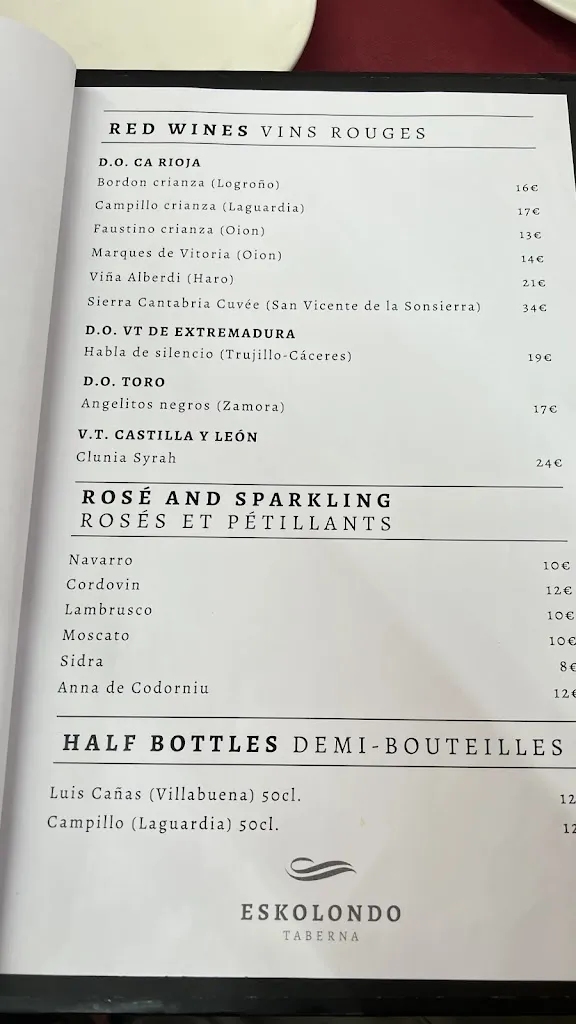 RED WINES VINS ROUGES
D.O. CA RIOJA
Bordon crianza (Logroño) 16€
Campillo crianza (Laguardia) 17€
Faustino crianza (Oion) 13€
Marques de Vitoria (Oion) 14€
Viña Alberdi (Haro) 21€
Sierra Cantabria Cuvée (San Vicente de la Sonsierra) 34€
D.O. VT DE EXTREMADURA
Habla de silencio (Trujillo-Cáceres) 19€
D.O. TORO
Angelitos negros (Zamora) 17€
V.T. CASTILLA Y LEÓN
Clunia Syrah 24€
ROSÉ AND SPARKLING
ROSÉS ET PÉTILLANTS
Navarro 10€
Cordovin 12€
Lambrusco 10€
Moscato 10€
Sidra 8€
Anna de Codorniu 12€
HALF BOTTLES DEMI-BOUTEILLES
Luis Cañas (Villabuena) 50cl. 12
Campillo (Laguardia) 50cl. 12
ESKOLONDO
TABERNA